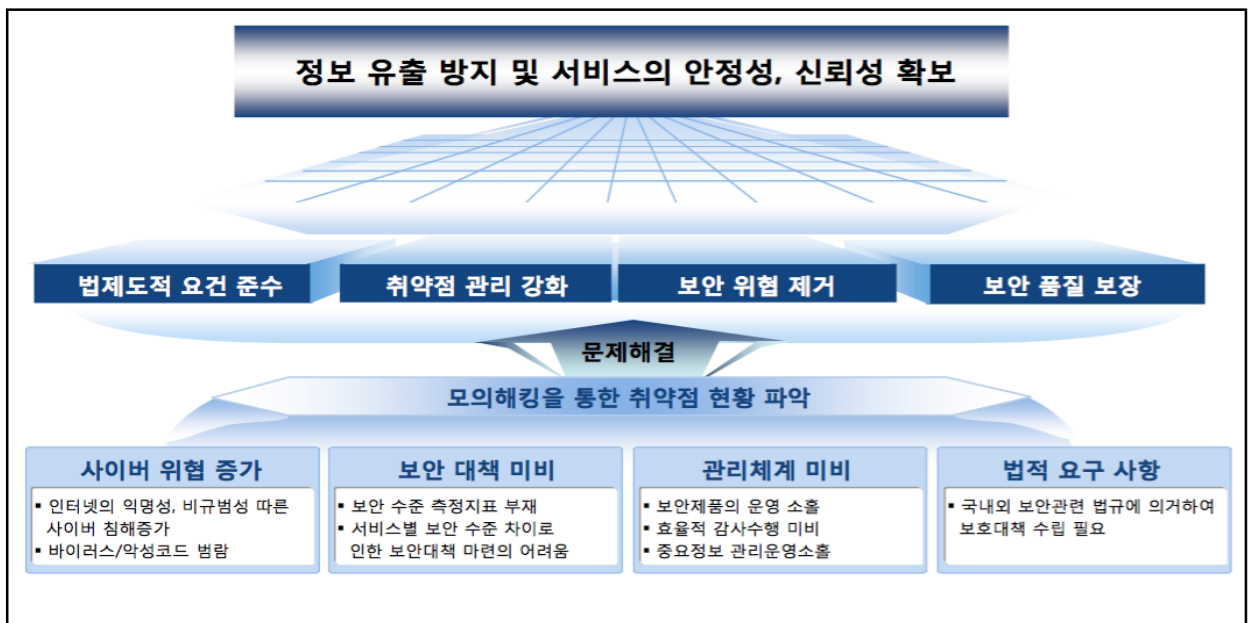 정보 유출 방지 및 서비스의 안정성, 신뢰성 확보
법제도적 요건 준수
취약점 관리 강화
보안 위협 제거
보안 품질 보장
문제해결
모의해킹을 통한 취약점 현황 파악
사이버 위협 증가
▪ 인터넷의 익명성, 비규범성 따른
사이버 침해증가
▪ 바이러스/악성코드 범람
보안 대책 미비
▪ 보안 수준 측정지표 부재
▪ 서비스별 보안 수준 차이로
인한 보안대책 마련의 어려움
관리체계 미비
▪ 보안제품의 운영 소홀
▪ 효율적 감사수행 미비
▪ 중요정보 관리운영소홀
법적 요구 사항
▪ 국내외 보안관련 법규에 의거하여
보호대책 수립 필요